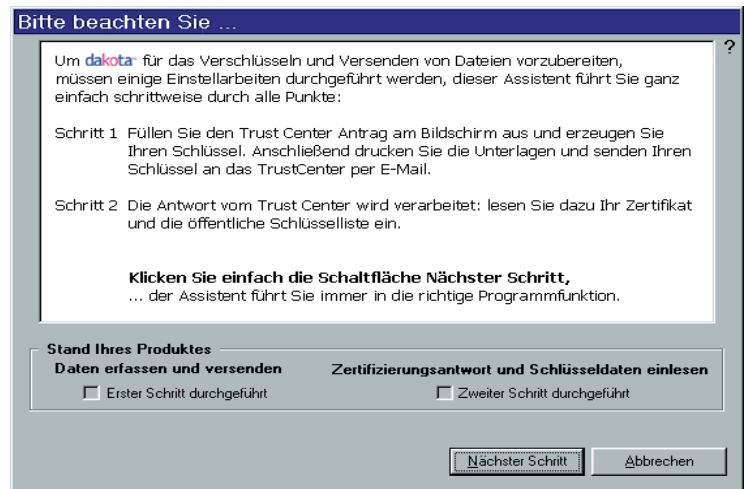 Bitte beachten Sie ...
?
Um dakota für das Verschlüsseln und Versenden von Dateien vorzubereiten,
müssen einige Einstellarbeiten durchgeführt werden, dieser Assistent führt Sie ganz
einfach schrittweise durch alle Punkte:
Schritt 1 Füllen Sie den Trust Center Antrag am Bildschirm aus und erzeugen Sie
Ihren Schlüssel. Anschließend drucken Sie die Unterlagen und senden Ihren
Schlüssel an das TrustCenter per E-Mail.
Schritt 2 Die Antwort vom Trust Center wird verarbeitet: lesen Sie dazu Ihr Zertifikat
und die öffentliche Schlüsselliste ein.
Klicken Sie einfach die Schaltfläche Nächster Schritt,
... der Assistent führt Sie immer in die richtige Programmfunktion.
Stand Ihres Produktes
Daten erfassen und versenden Zertifizierungsantwort und Schlüsseldaten einlesen
Erster Schritt durchgeführt Zweiter Schritt durchgeführt
Nächster Schritt Abbrechen